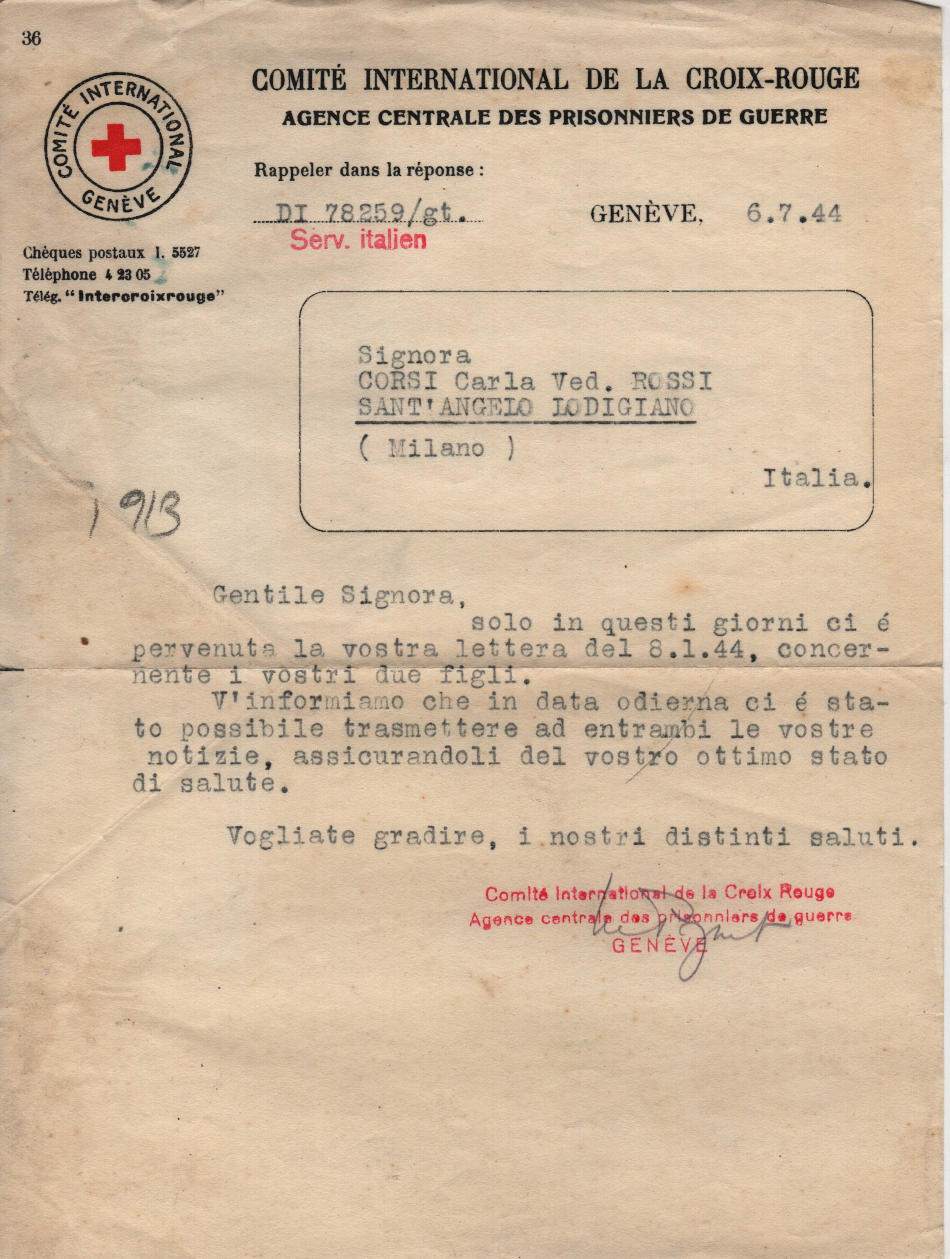 36
COMITÉ INTERNATIONAL GENÈVE
COMITÉ INTERNATIONAL DE LA CROIX-ROUGE
AGENCE CENTRALE DES PRISONNIERS DE GUERRE
Rappeler dans la réponse :
DI 78259/gt.
GENÈVE, 6.7.44
Serv. italien
Chèques postaux I. 5527
Téléphone 4 23 05
Télég. “Intercroixrouge”
Signora
CORSI Carla Ved. ROSSI
SANT'ANGELO LODIGIANO
( Milano )
Italia.
1913
Gentile Signora,
solo in questi giorni ci é
pervenuta la vostra lettera del 8.1.44, concer-
nente i vostri due figli.
V'informiamo che in data odierna ci é sta-
to possibile trasmettere ad entrambi le vostre
notizie, assicurandoli del vostro ottimo stato
di salute.
Vogliate gradire, i nostri distinti saluti.
Comité International de la Croix Rouge
Agence centrale des prisonniers de guerre
GENÈVE